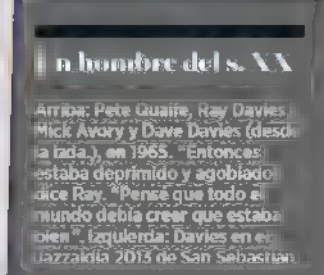 n hombre del s. XX
Arriba: Pete Quaife, Ray Davies,
Mick Avory y Dave Davies (desde
la izda.), en 1965. "Entonces
estaba deprimido y agobiado",
dice Ray. "Pensé que todo el
mundo debía creer que estaba
bien". Izquierda: Davies en el
Jazzaldia 2013 de San Sebastián.